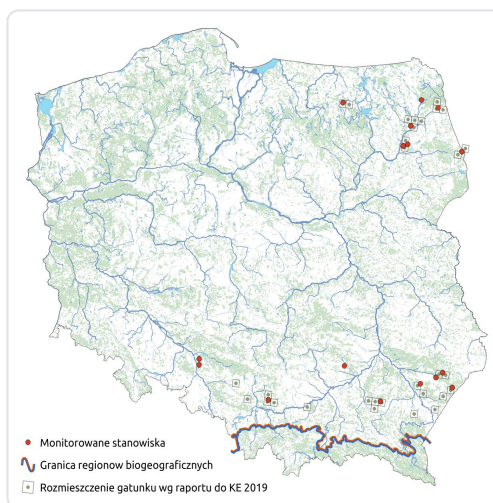 Monitorowane stanowiska
Granica regionow biogeograficznych
Rozmieszczenie gatunku wg raportu do KE 2019